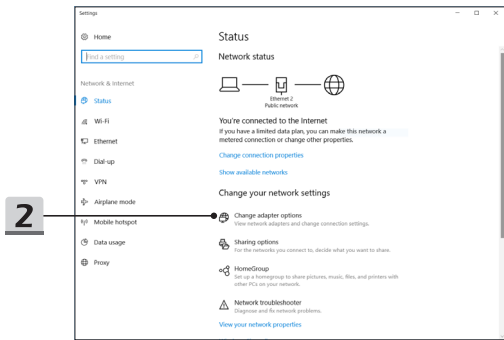 Settings
Home
Find a setting
Network & Internet
Status
Wi-Fi
Ethernet
Dial-up
VPN
Airplane mode
Mobile hotspot
Data usage
Proxy
2
Status
Network status
Ethernet 2
Public network
You're connected to the Internet
If you have a limited data plan, you can make this network a
metered connection or change other properties.
Change connection properties
Show available networks
Change your network settings
Change adapter options
View network adapters and change connection settings.
Sharing options
For the networks you connect to, decide what you want to share.
HomeGroup
Set up a homegroup to share pictures, music, files, and printers with
other PCs on your network.
Network troubleshooter
Diagnose and fix network problems.
View your network properties